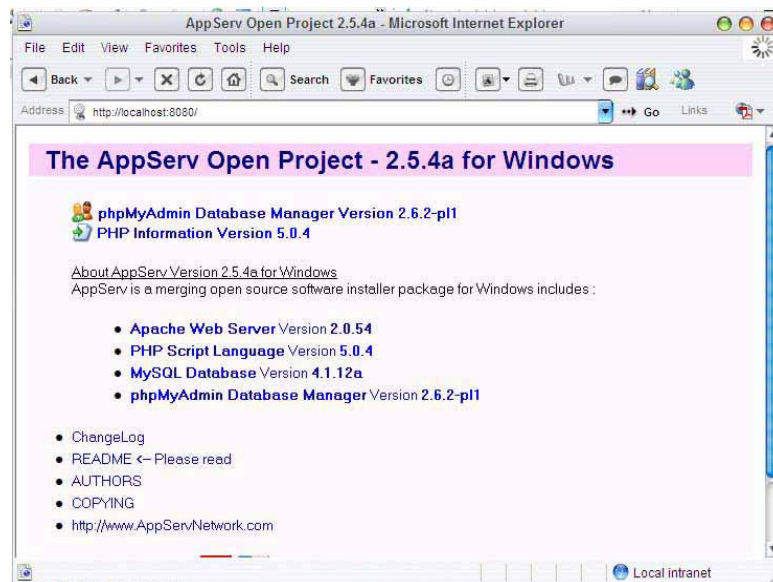 AppServ Open Project 2.5.4a - Microsoft Internet Explorer
File Edit View Favorites Tools Help
Back Search Favorites
Address http://localhost:8080/ Go Links
The AppServ Open Project - 2.5.4a for Windows
phpMyAdmin Database Manager Version 2.6.2-pl1
PHP Information Version 5.0.4
About AppServ Version 2.5.4a for Windows
AppServ is a merging open source software installer package for Windows includes :
• Apache Web Server Version 2.0.54
• PHP Script Language Version 5.0.4
• MySQL Database Version 4.1.12a
• phpMyAdmin Database Manager Version 2.6.2-pl1
• ChangeLog
• README <-- Please read
• AUTHORS
• COPYING
• http://www.AppServNetwork.com
Local intranet